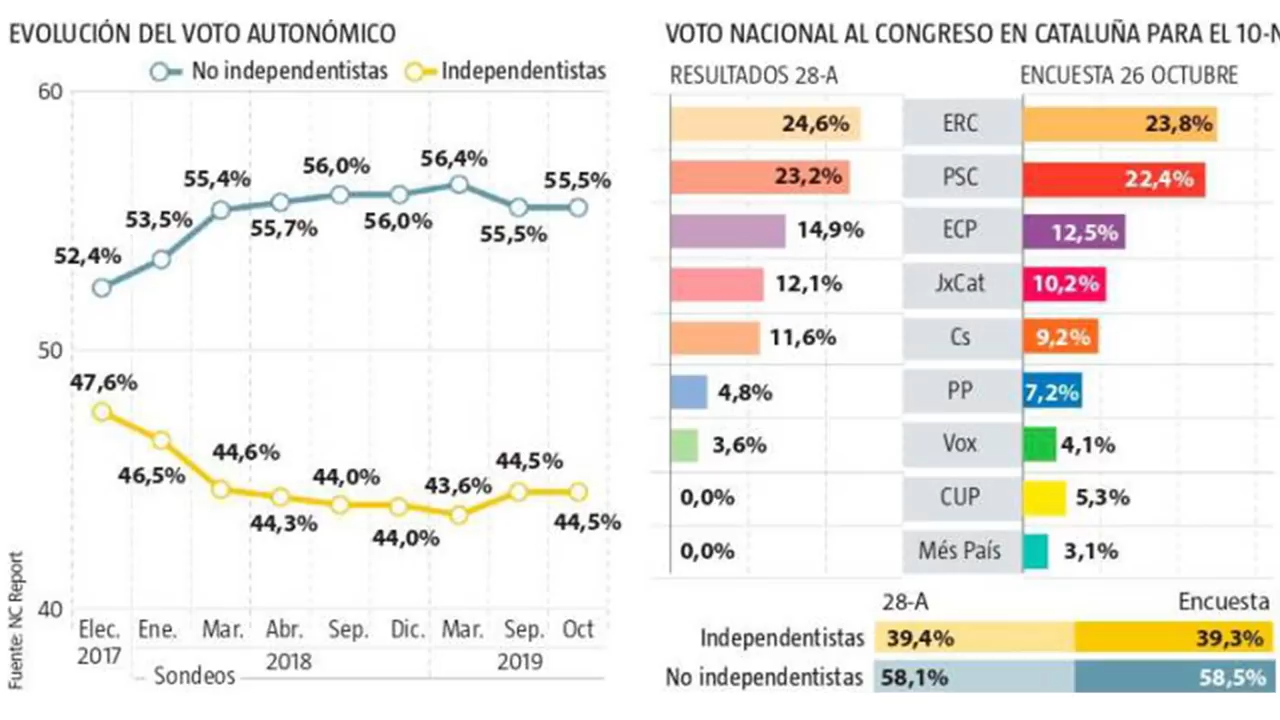 EVOLUCIÓN DEL VOTO AUTONÓMICO
No independentistas Independentistas
60
56,4%
56,0%
55,4% 55,5%
53,5%
55,7% 56,0% 55,5%
52,4%
50
47,6%
46,5% 44,6% 44,0% 43,6% 44,5%
44,3% 44,0% 44,5%
40
Elec. Ene. Mar. Abr. Sep. Dic. Mar. Sep. Oct
2017 2018 2019
Sondeos
Fuente: NC Report
VOTO NACIONAL AL CONGRESO EN CATALUÑA PARA EL 10-N
RESULTADOS 28-A ENCUESTA 26 OCTUBRE
24,6% ERC 23,8%
23,2% PSC 22,4%
14,9% ECP 12,5%
12,1% JxCat 10,2%
11,6% Cs 9,2%
4,8% PP 7,2%
3,6% Vox 4,1%
0,0% CUP 5,3%
0,0% Més País 3,1%
28-A Encuesta
Independentistas 39,4% 39,3%
No independentistas 58,1% 58,5%